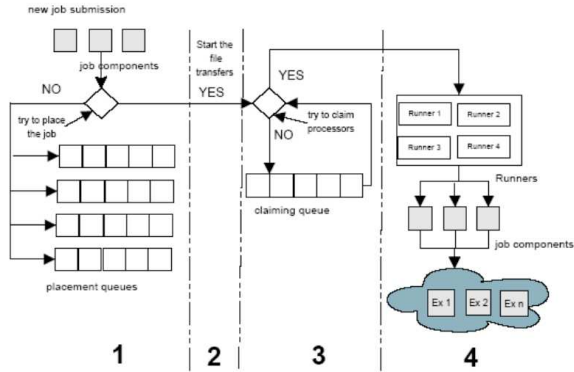 new job submission
job components
NO
try to place
the job
placement queues
1
Start the
file
transfers
YES
2
YES
try to claim
processors
NO
claiming queue
3
Runner 1
Runner 2
Runner 3
Runner 4
Runners
job components
Ex 1
Ex 2
Ex n
4